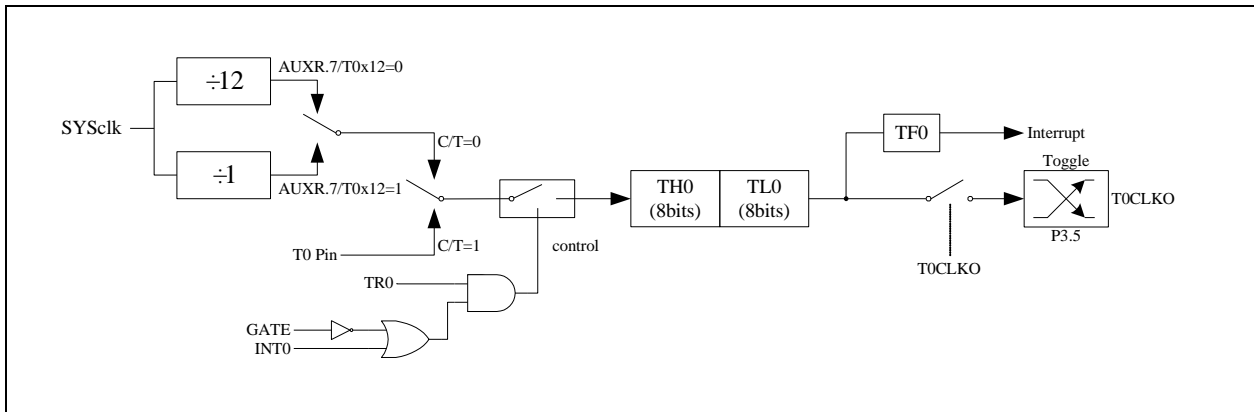 ÷12
AUXR.7/T0x12=0
SYSclk
÷1
AUXR.7/T0x12=1
C/T=0
T0 Pin
C/T=1
control
TR0
GATE
INT0
TH0
(8bits)
TL0
(8bits)
TF0
Interrupt
Toggle
T0CLKO
P3.5
T0CLKO